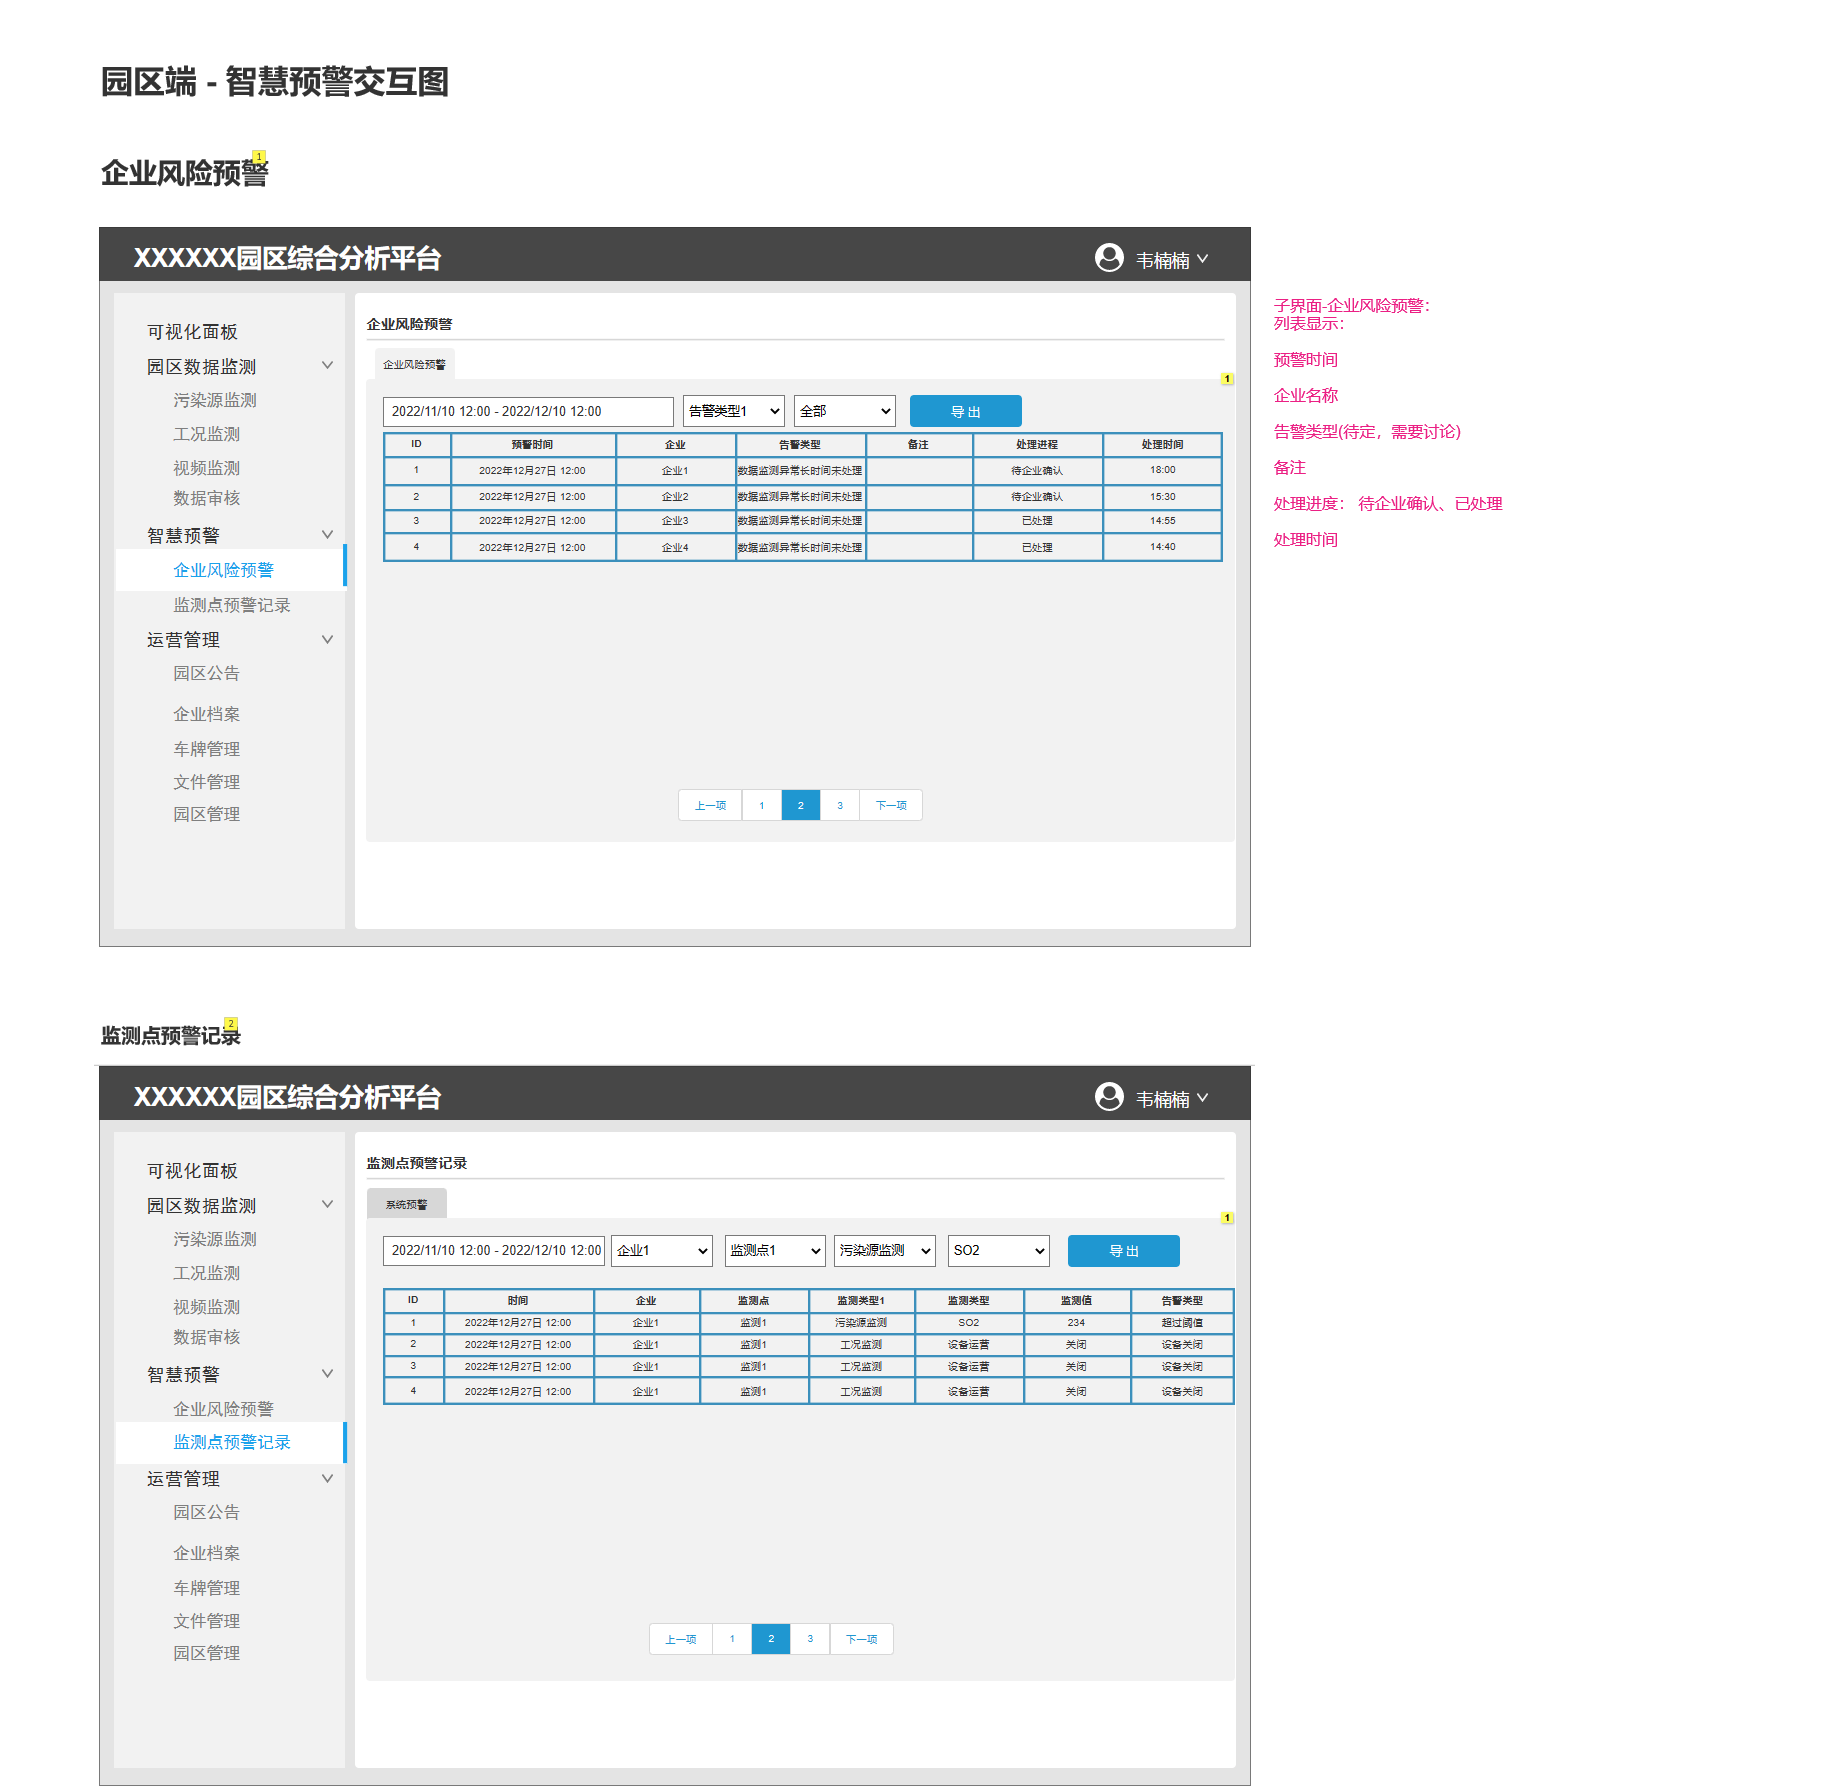 园区端 - 智慧预警交互图
企业风险预警
1
XXXXXX园区综合分析平台
韦楠楠
可视化面板
园区数据监测
污染源监测
工况监测
视频监测
数据审核
智慧预警
企业风险预警
监测点预警记录
运营管理
园区公告
企业档案
车牌管理
文件管理
园区管理
企业风险预警
企业风险预警
1
2022/11/10 12:00 - 2022/12/10 12:00 告警类型1 全部 导 出
ID 预警时间 企业 告警类型 备注 处理进程 处理时间
1 2022年12月27日 12:00 企业1 数据监测异常长时间未处理 待企业确认 18:00
2 2022年12月27日 12:00 企业2 数据监测异常长时间未处理 待企业确认 15:30
3 2022年12月27日 12:00 企业3 数据监测异常长时间未处理 已处理 14:55
4 2022年12月27日 12:00 企业4 数据监测异常长时间未处理 已处理 14:40
上一项 1 2 3 下一项
子界面-企业风险预警：
列表显示：
预警时间
企业名称
告警类型(待定，需要讨论)
备注
处理进度： 待企业确认、已处理
处理时间
监测点预警记录
2
XXXXXX园区综合分析平台
韦楠楠
可视化面板
园区数据监测
污染源监测
工况监测
视频监测
数据审核
智慧预警
企业风险预警
监测点预警记录
运营管理
园区公告
企业档案
车牌管理
文件管理
园区管理
监测点预警记录
系统预警
1
2022/11/10 12:00 - 2022/12/10 12:00 企业1 监测点1 污染源监测 SO2 导 出
ID 时间 企业 监测点 监测类型1 监测类型 监测值 告警类型
1 2022年12月27日 12:00 企业1 监测1 污染源监测 SO2 234 超过阈值
2 2022年12月27日 12:00 企业1 监测1 工况监测 设备运营 关闭 设备关闭
3 2022年12月27日 12:00 企业1 监测1 工况监测 设备运营 关闭 设备关闭
4 2022年12月27日 12:00 企业1 监测1 工况监测 设备运营 关闭 设备关闭
上一项 1 2 3 下一项